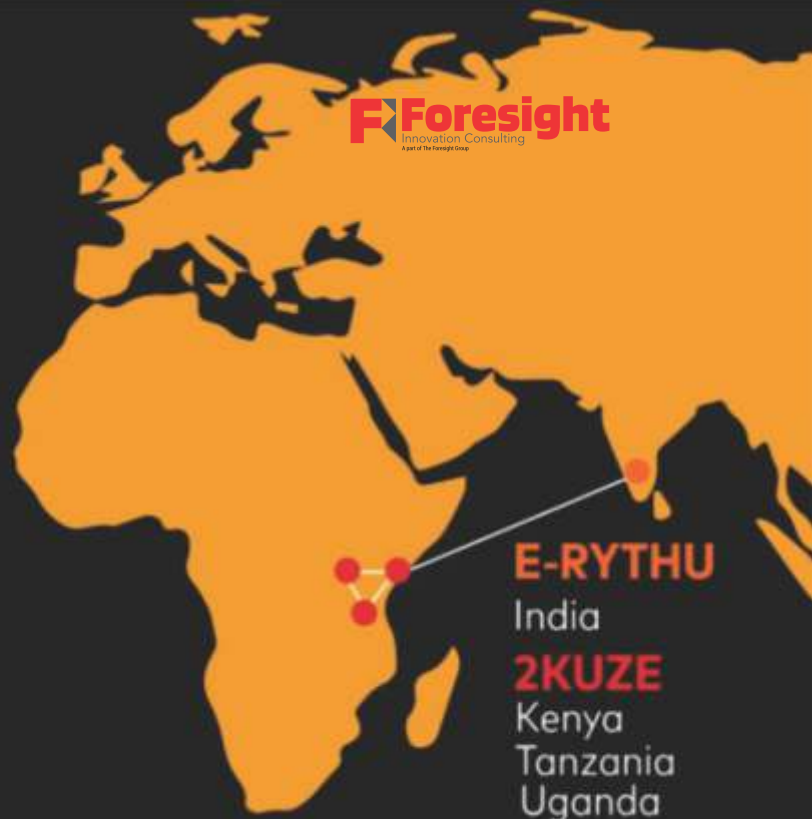 Foresight
Innovation Consulting
A part of The Foresight Group
E-RYTHU
India
2KUZE
Kenya
Tanzania
Uganda